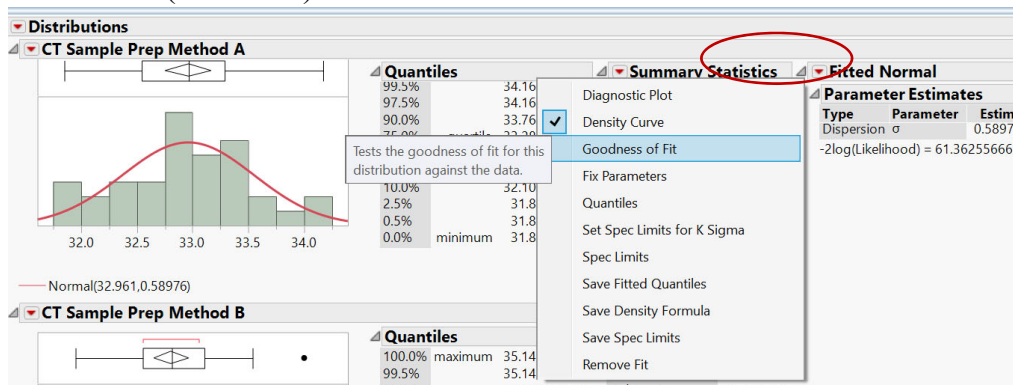 Distributions
CT Sample Prep Method A
Quantiles
99.5% 34.16
97.5% 34.16
90.0% 33.76
10.0% 32.10
2.5% 31.8
0.5% 31.8
0.0% minimum 31.8
32.0 32.5 33.0 33.5 34.0
Normal(32.961,0.58976)
Tests the goodness of fit for this
distribution against the data.
Summary Statistics
Diagnostic Plot
Density Curve
Goodness of Fit
Fix Parameters
Quantiles
Set Spec Limits for K Sigma
Spec Limits
Save Fitted Quantiles
Save Density Formula
Save Spec Limits
Remove Fit
Fitted Normal
Parameter Estimates
Type Parameter Estim
Dispersion σ 0.5897
-2log(Likelihood) = 61.36255666
CT Sample Prep Method B
Quantiles
100.0% maximum 35.14
99.5% 35.14